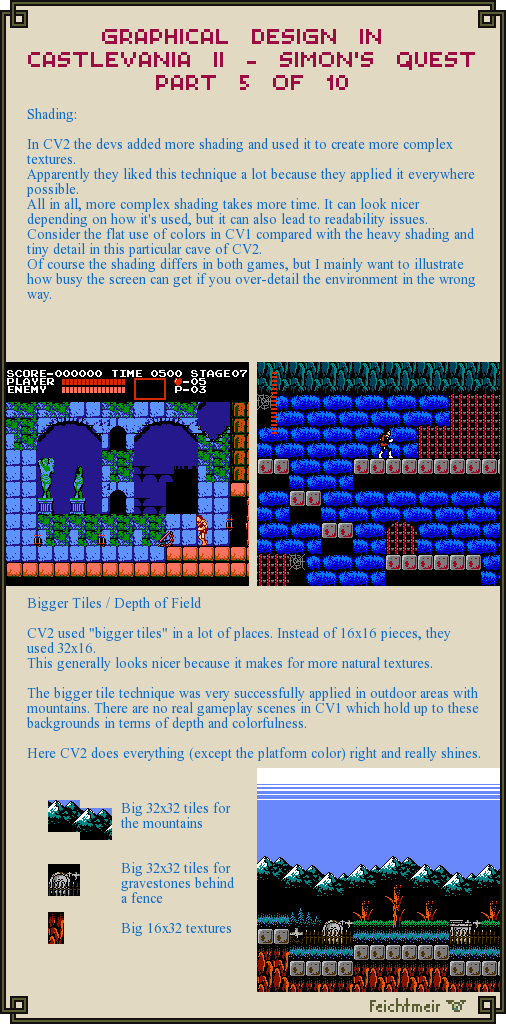 GRAPHICAL DESIGN IN
CASTLEVANIA II - SIMON'S QUEST
PART 5 OF 10
Shading:
In CV2 the devs added more shading and used it to create more complex
textures.
Apparently they liked this technique a lot because they applied it everywhere
possible.
All in all, more complex shading takes more time. It can look nicer
depending on how it's used, but it can also lead to readability issues.
Consider the flat use of colors in CV1 compared with the heavy shading and
tiny detail in this particular cave of CV2.
Of course the shading differs in both games, but I mainly want to illustrate
how busy the screen can get if you over-detail the environment in the wrong
way.
SCORE-000000 TIME 0500 STAGE07
PLAYER -05
ENEMY P-03
Bigger Tiles / Depth of Field
CV2 used "bigger tiles" in a lot of places. Instead of 16x16 pieces, they
used 32x16.
This generally looks nicer because it makes for more natural textures.
The bigger tile technique was very successfully applied in outdoor areas with
mountains. There are no real gameplay scenes in CV1 which hold up to these
backgrounds in terms of depth and colorfulness.
Here CV2 does everything (except the platform color) right and really shines.
Big 32x32 tiles for
the mountains
Big 32x32 tiles for
gravestones behind
a fence
Big 16x32 textures
Feichtmeir